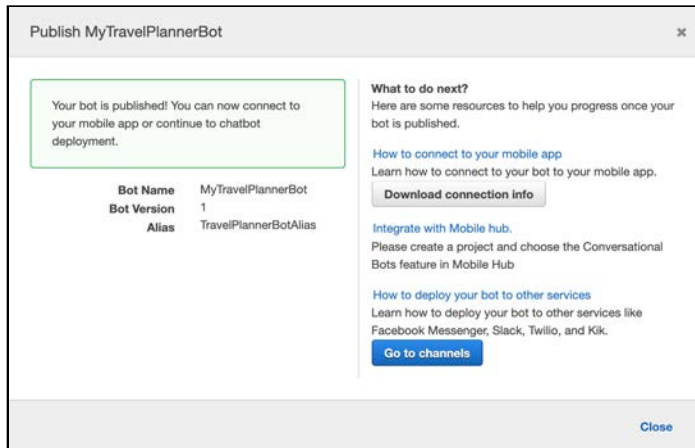 Publish MyTravelPlannerBot
Your bot is published! You can now connect to
your mobile app or continue to chatbot
deployment.
Bot Name MyTravelPlannerBot
Bot Version 1
Alias TravelPlannerBotAlias
What to do next?
Here are some resources to help you progress once your
bot is published.
How to connect to your mobile app
Learn how to connect to your bot to your mobile app.
Download connection info
Integrate with Mobile hub.
Please create a project and choose the Conversational
Bots feature in Mobile Hub
How to deploy your bot to other services
Learn how to deploy your bot to other services like
Facebook Messenger, Slack, Twilio, and Kik.
Go to channels
Close